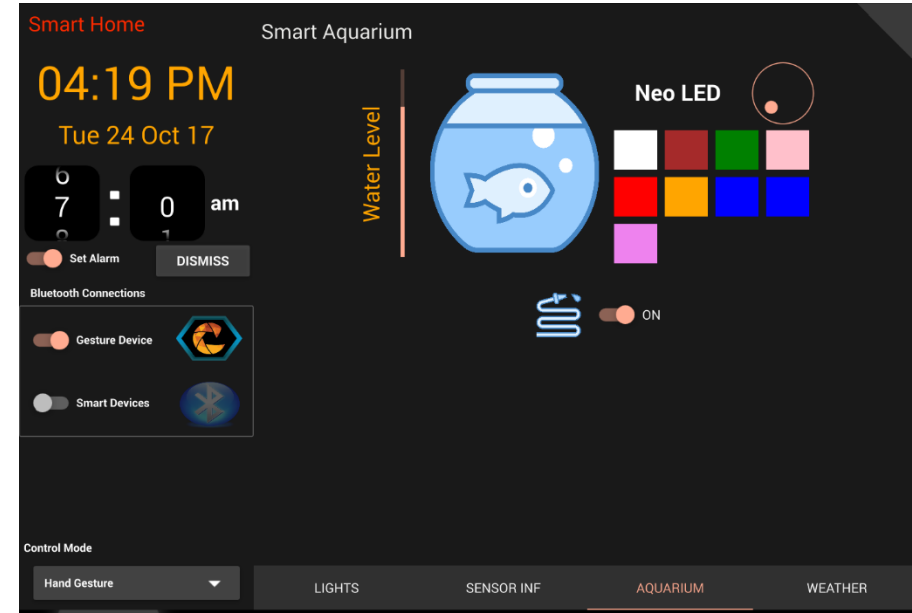 Smart Home
04:19 PM
Tue 24 Oct 17
6
7
8
:
0
1
am
Set Alarm
DISMISS
Bluetooth Connections
Gesture Device
Smart Devices
Control Mode
Hand Gesture
Smart Aquarium
Water Level
Neo LED
ON
LIGHTS
SENSOR INF
AQUARIUM
WEATHER